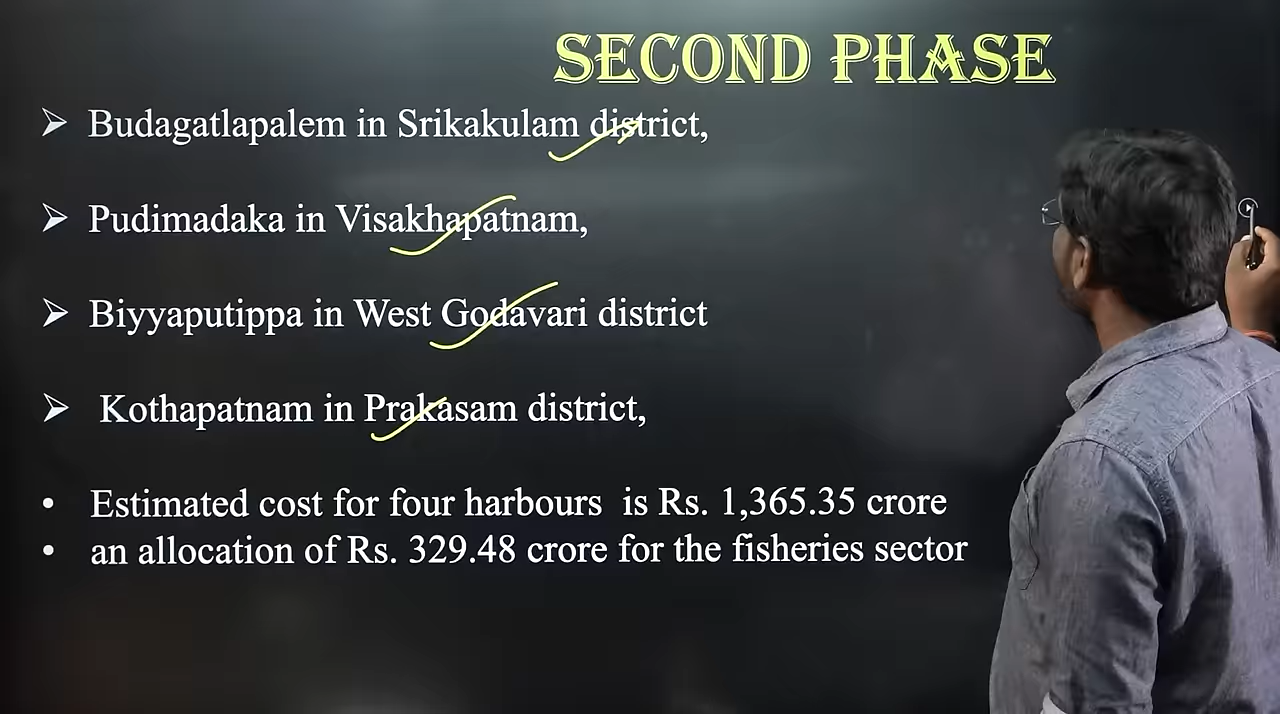 SECOND PHASE
➢ Budagatlapalem in Srikakulam district,
➢ Pudimadaka in Visakhapatnam,
➢ Biyyaputippa in West Godavari district
➢ Kothapatnam in Prakasam district,
• Estimated cost for four harbours is Rs. 1,365.35 crore
• an allocation of Rs. 329.48 crore for the fisheries sector